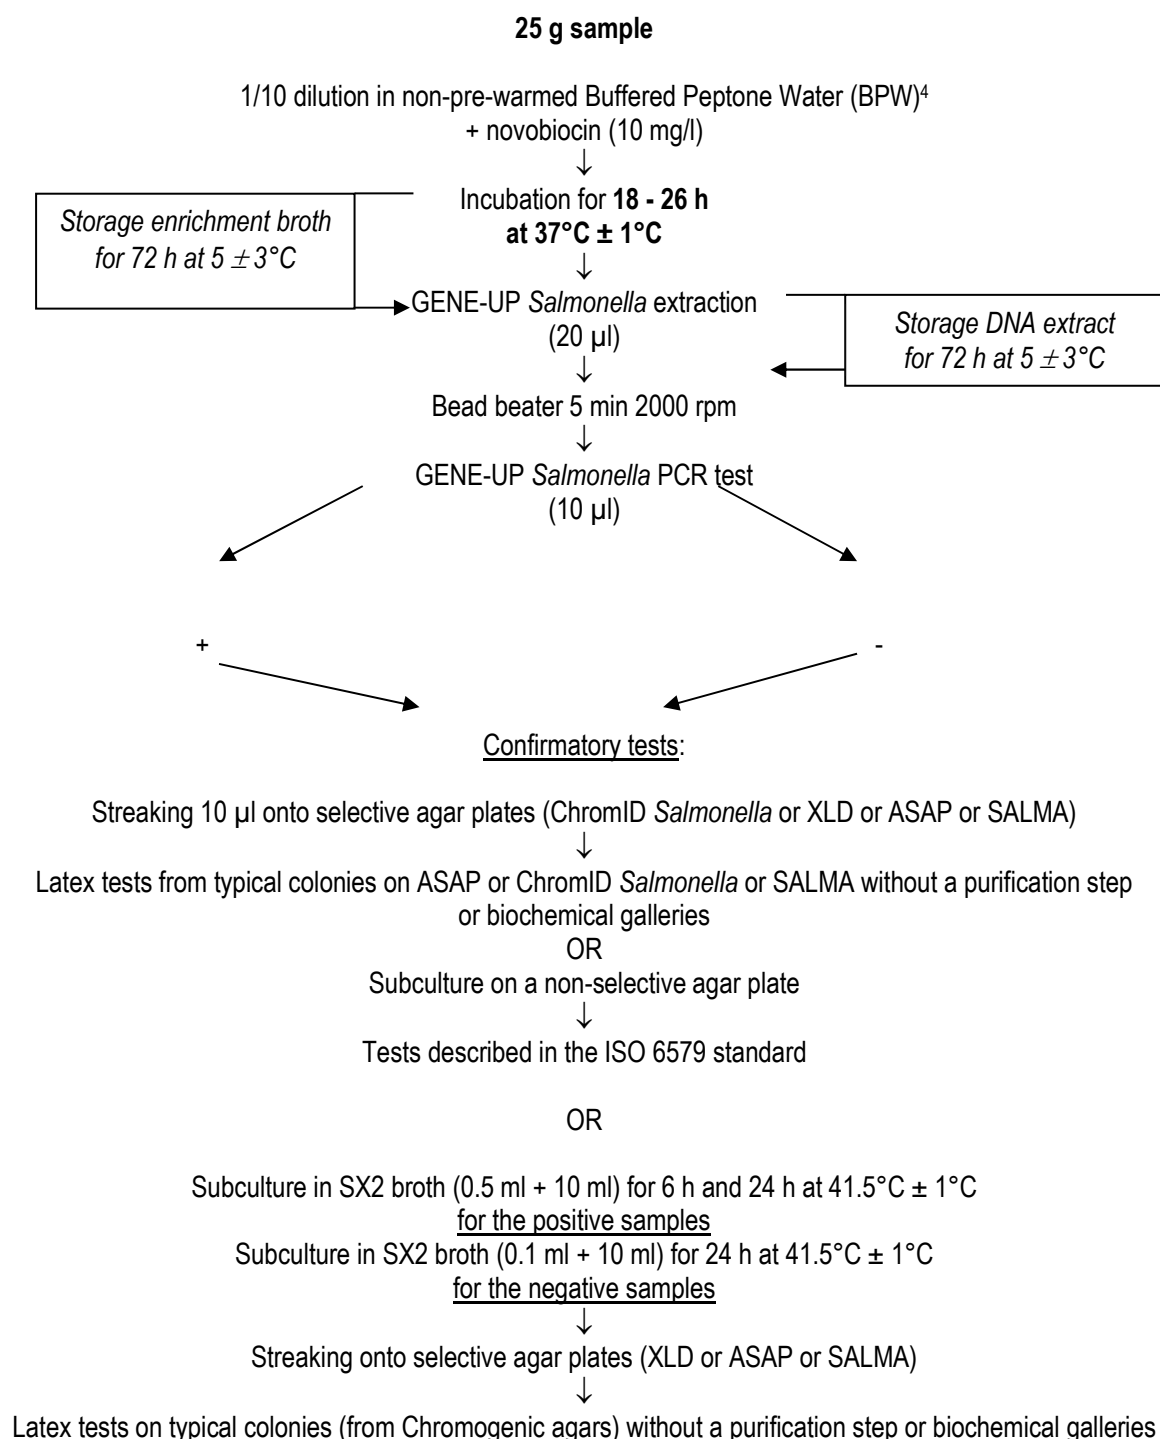 25 g sample
1/10 dilution in non-pre-warmed Buffered Peptone Water (BPW)⁴
+ novobiocin (10 mg/l)
↓
Incubation for 18 - 26 h
at 37°C ± 1°C
Storage enrichment broth
for 72 h at 5 ± 3°C
↓
GENE-UP Salmonella extraction
(20 µl)
Storage DNA extract
for 72 h at 5 ± 3°C
↓
Bead beater 5 min 2000 rpm
↓
GENE-UP Salmonella PCR test
(10 µl)
+
-
Confirmatory tests:
Streaking 10 µl onto selective agar plates (ChromID Salmonella or XLD or ASAP or SALMA)
↓
Latex tests from typical colonies on ASAP or ChromID Salmonella or SALMA without a purification step
or biochemical galleries
OR
Subculture on a non-selective agar plate
↓
Tests described in the ISO 6579 standard
OR
Subculture in SX2 broth (0.5 ml + 10 ml) for 6 h and 24 h at 41.5°C ± 1°C
for the positive samples
Subculture in SX2 broth (0.1 ml + 10 ml) for 24 h at 41.5°C ± 1°C
for the negative samples
↓
Streaking onto selective agar plates (XLD or ASAP or SALMA)
↓
Latex tests on typical colonies (from Chromogenic agars) without a purification step or biochemical galleries